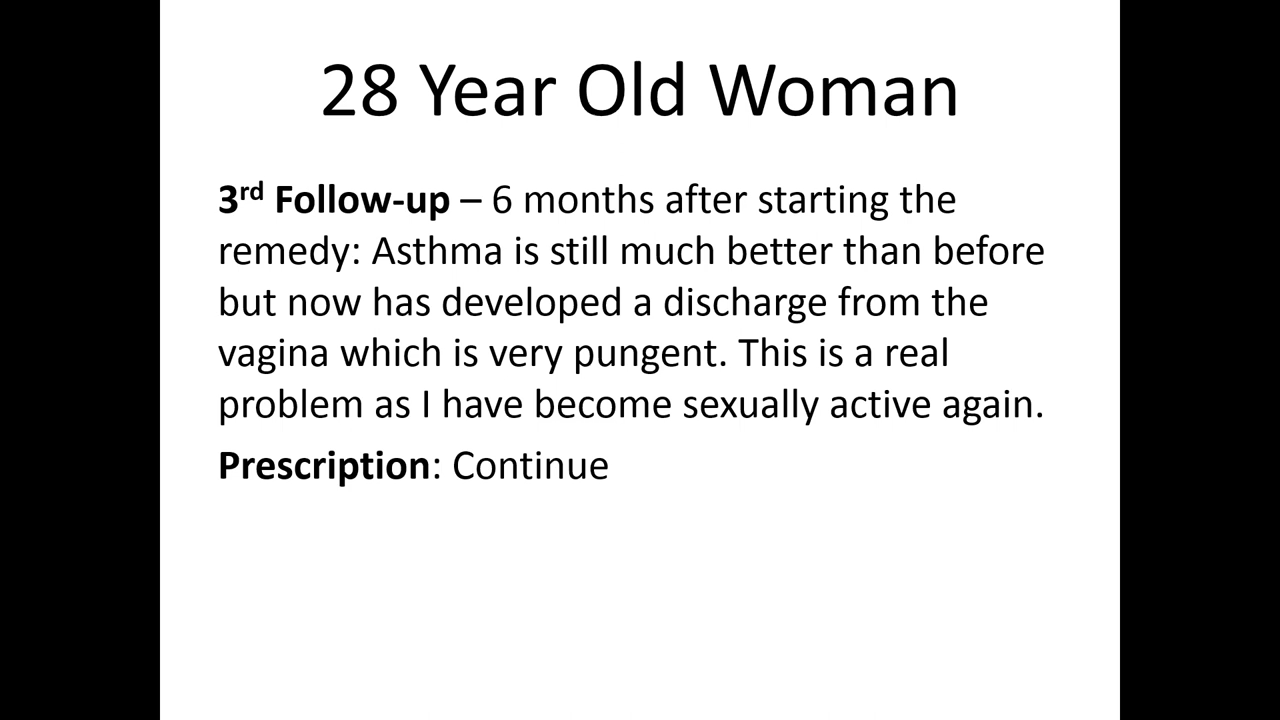 28 Year Old Woman
3rd Follow-up – 6 months after starting the
remedy: Asthma is still much better than before
but now has developed a discharge from the
vagina which is very pungent. This is a real
problem as I have become sexually active again.
Prescription: Continue